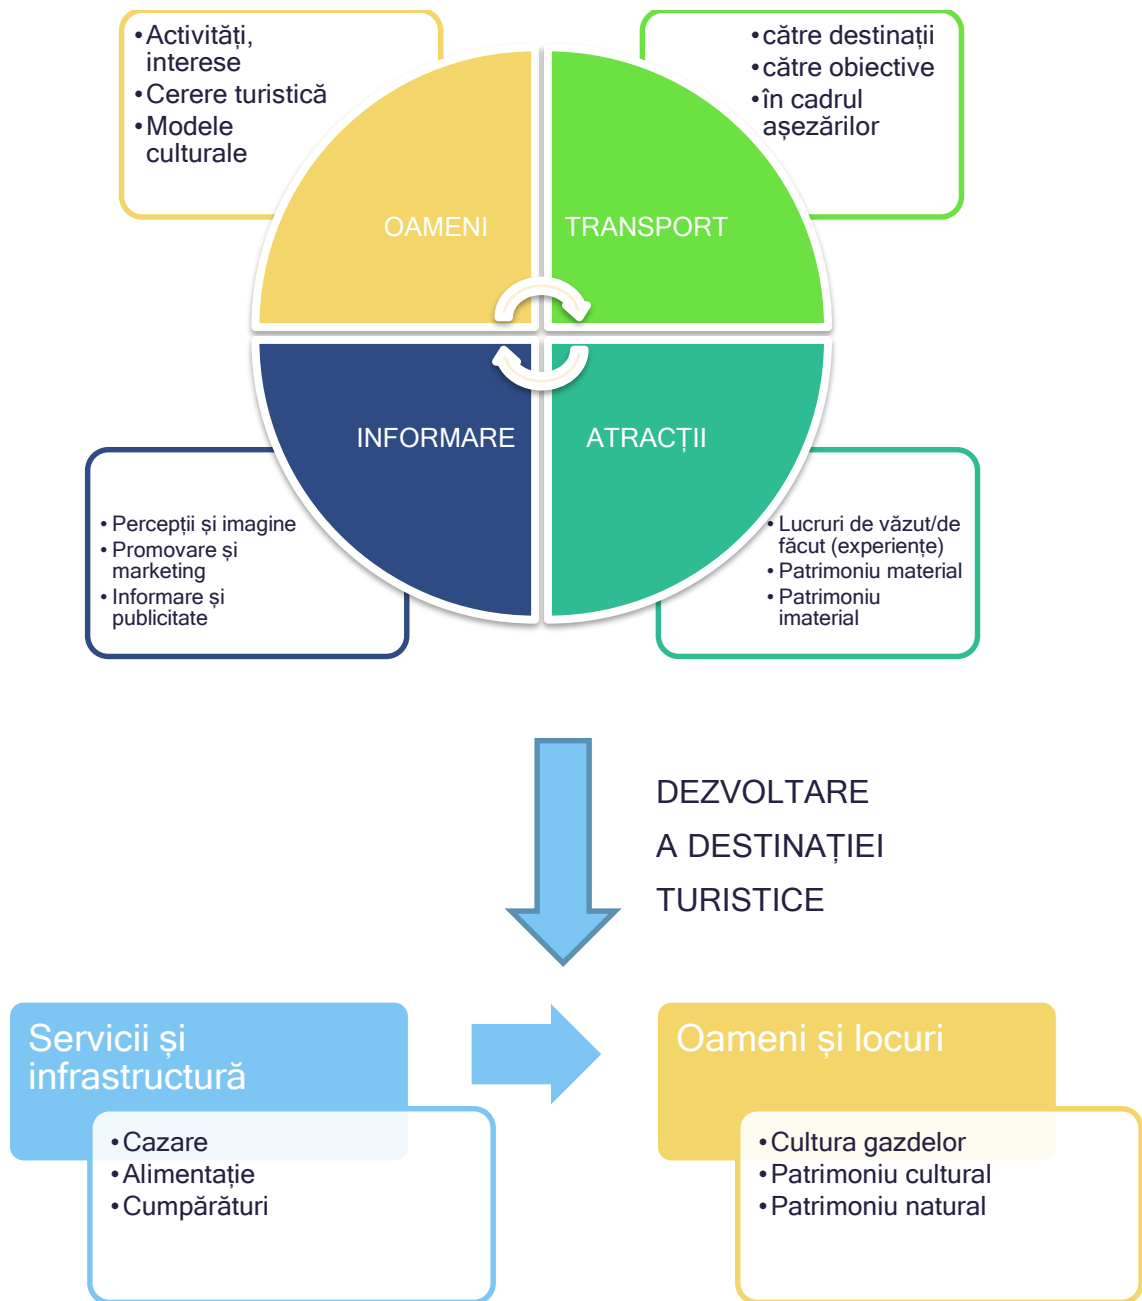 • Activități,
interese
• Cerere turistică
• Modele
culturale
• către destinații
• către obiective
• în cadrul
așezărilor
OAMENI
TRANSPORT
INFORMARE
ATRACȚII
• Percepții și imagine
• Promovare și
marketing
• Informare și
publicitate
• Lucruri de văzut/de
făcut (experiențe)
• Patrimoniu material
• Patrimoniu
imaterial
DEZVOLTARE
A DESTINAȚIEI
TURISTICE
Servicii și
infrastructură
• Cazare
• Alimentație
• Cumpărături
Oameni și locuri
• Cultura gazdelor
• Patrimoniu cultural
• Patrimoniu natural